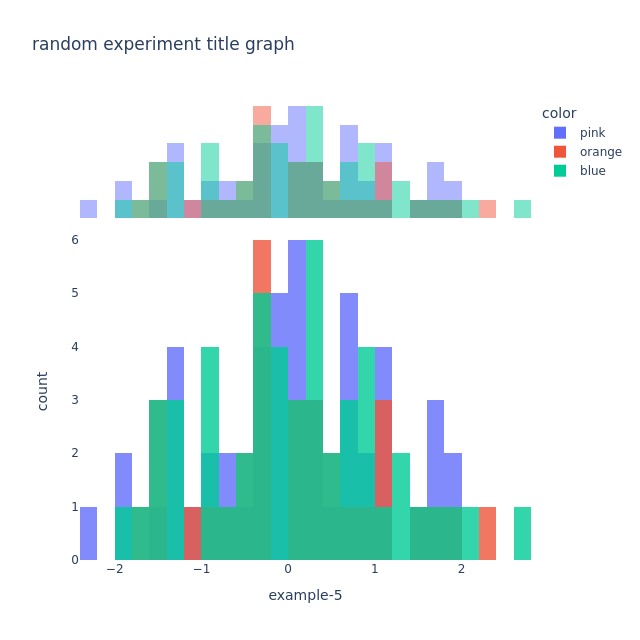 random experiment title graph
color
pink
orange
blue
6
5
4
3
2
1
0
count
−2
−1
0
1
2
example-5